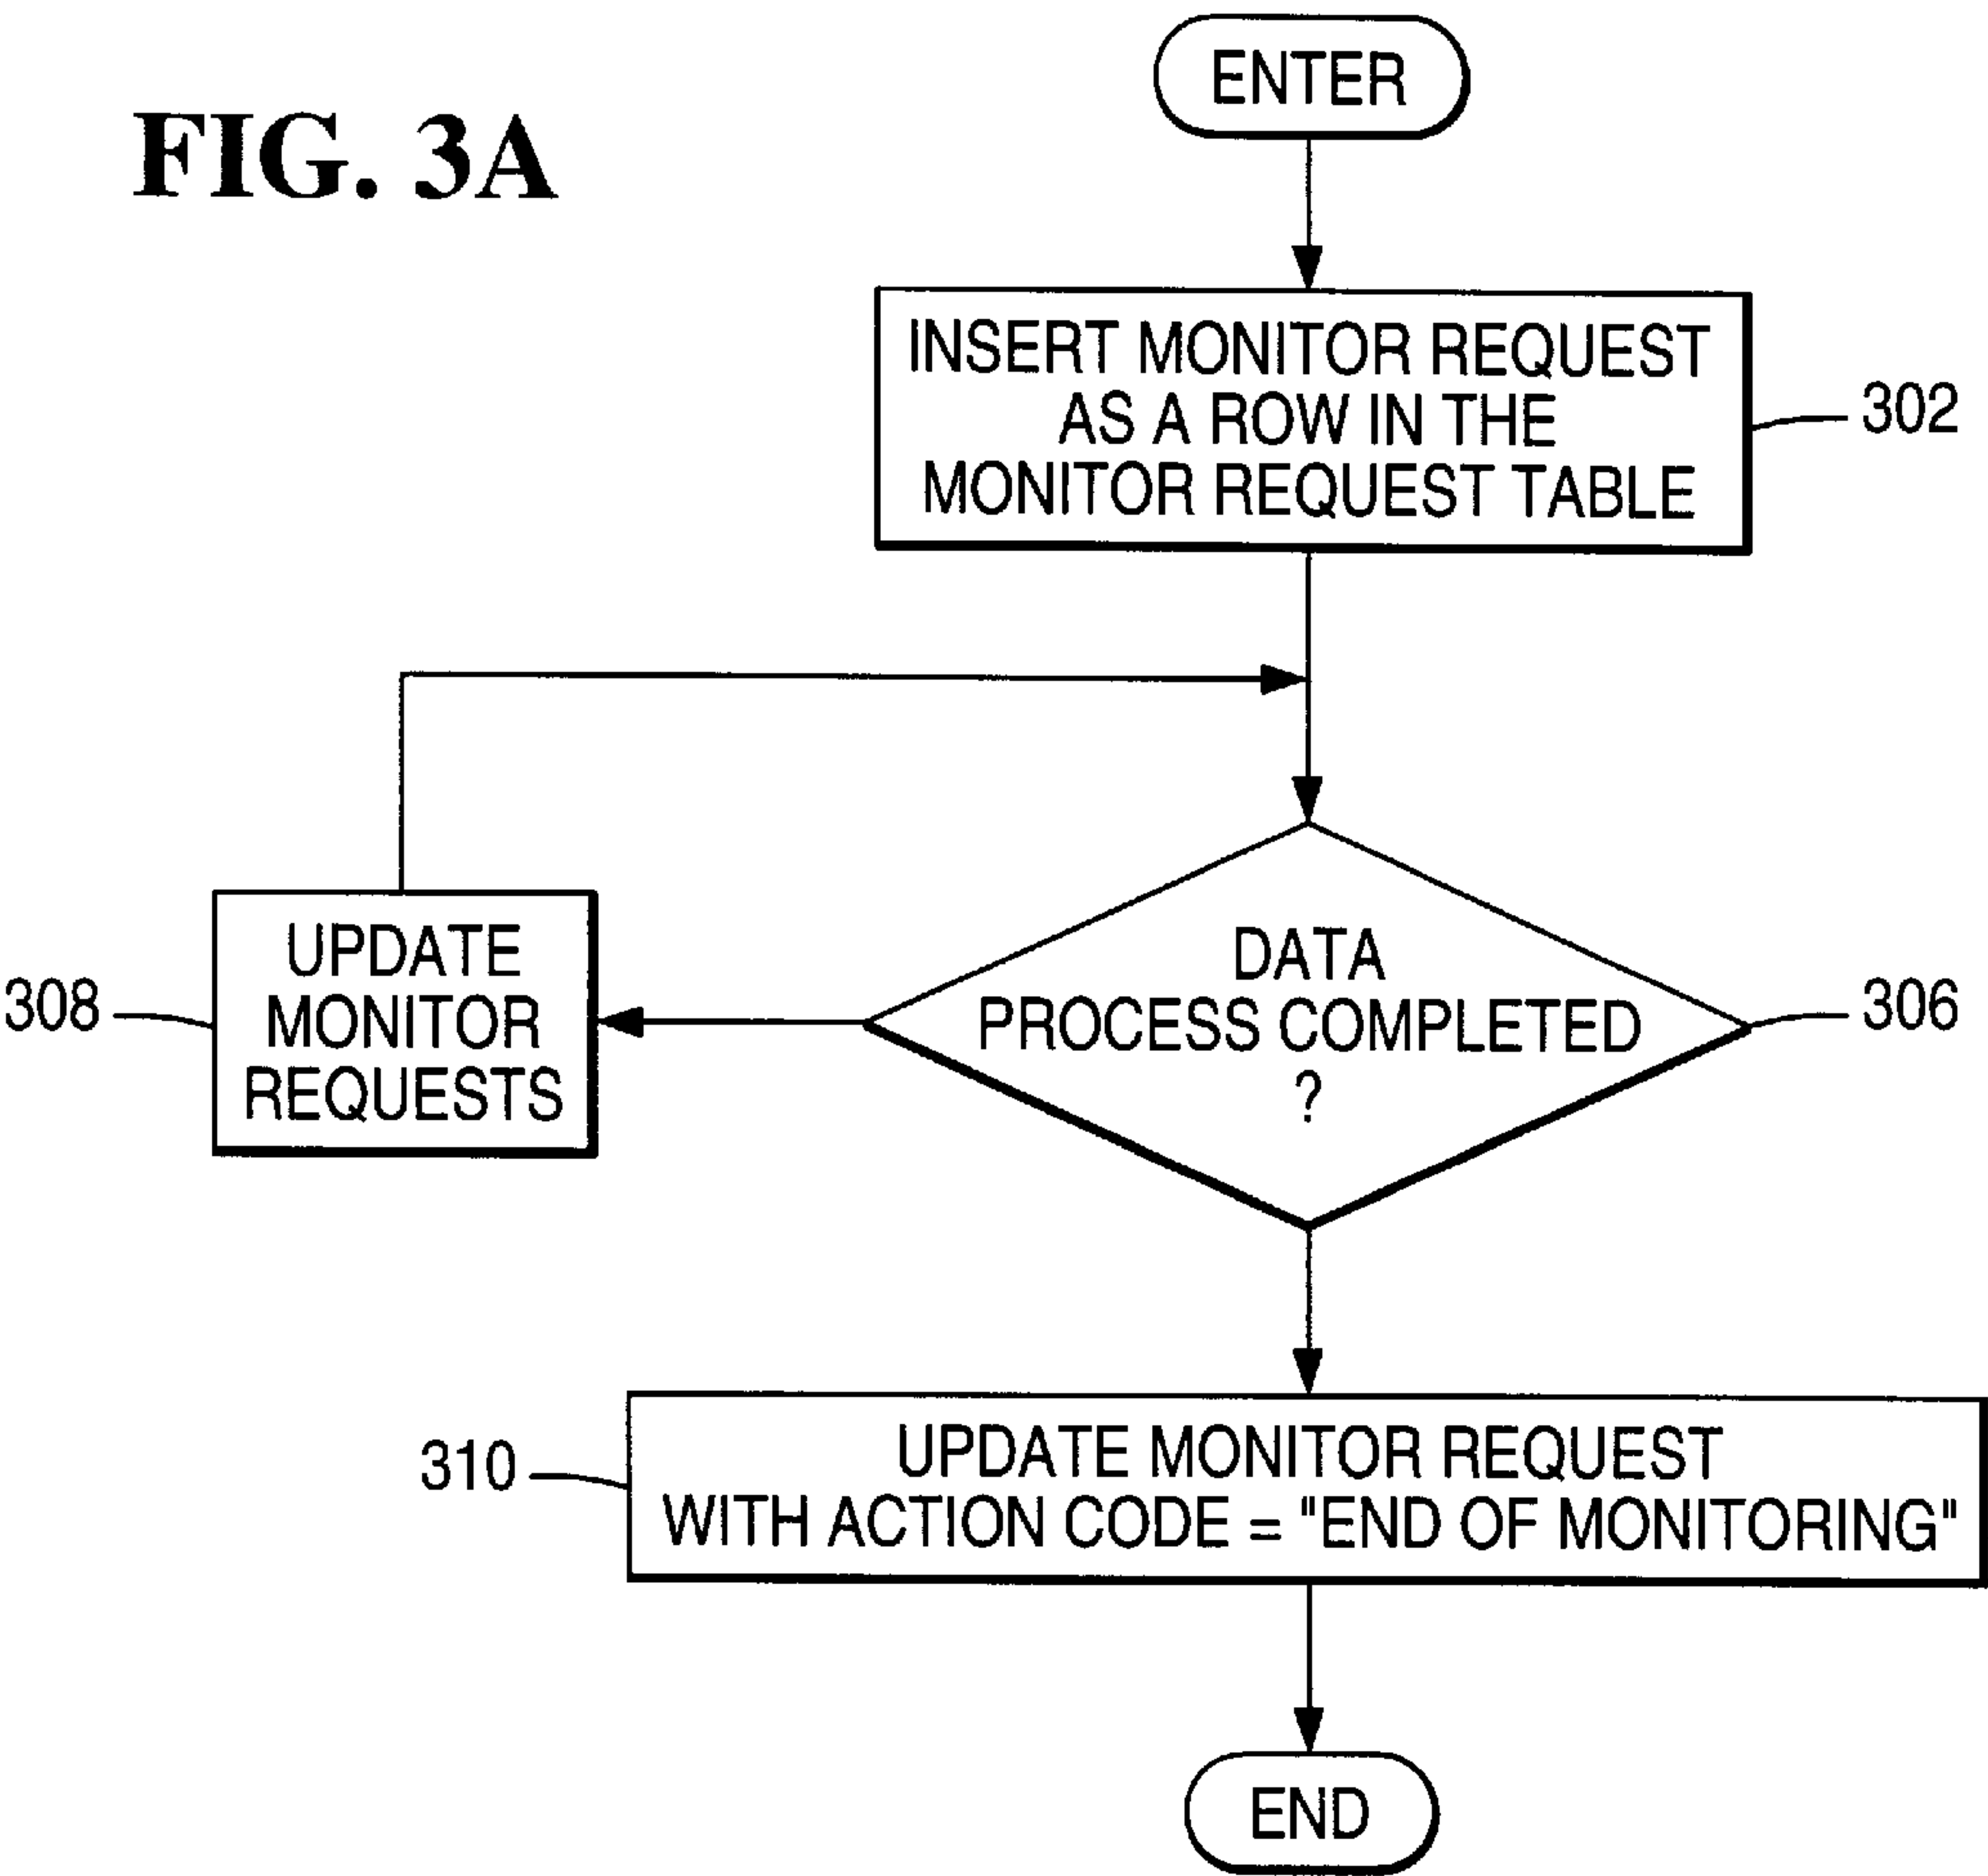 FIG. 3A
ENTER
INSERT MONITOR REQUEST
AS A ROW IN THE
MONITOR REQUEST TABLE
302
UPDATE
MONITOR
REQUESTS
308
DATA
PROCESS COMPLETED
?
306
310
UPDATE MONITOR REQUEST
WITH ACTION CODE = "END OF MONITORING"
END